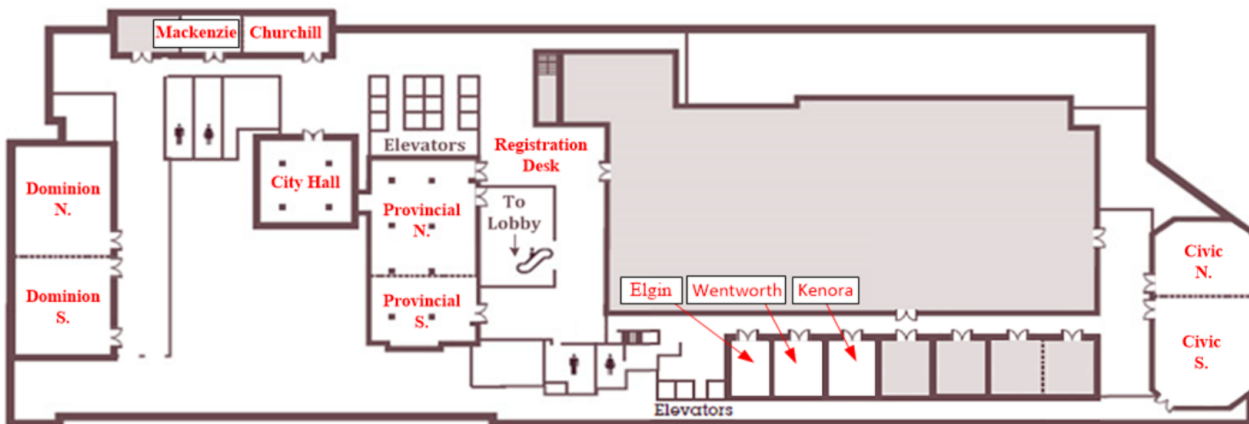 Mackenzie
Churchill
Elevators
Registration
Desk
City Hall
Dominion
N.
Provincial
N.
To
Lobby
Civic
N.
Dominion
S.
Provincial
S.
Elgin
Wentworth
Kenora
Civic
S.
Elevators